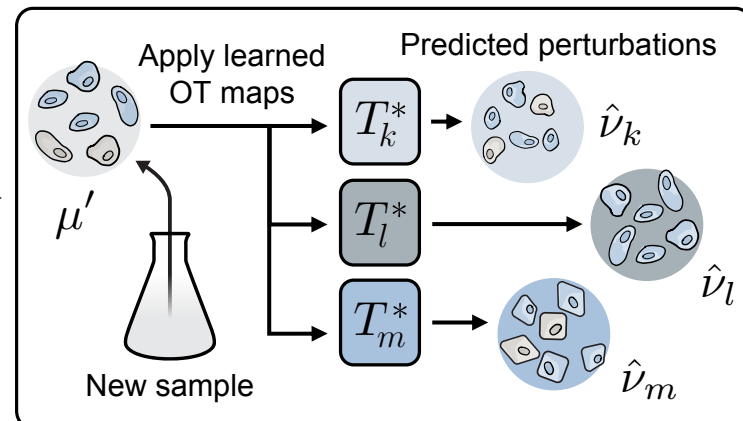 Apply learned
OT maps
Predicted perturbations
μ′
T*k
ν̂k
T*l
ν̂l
T*m
ν̂m
New sample